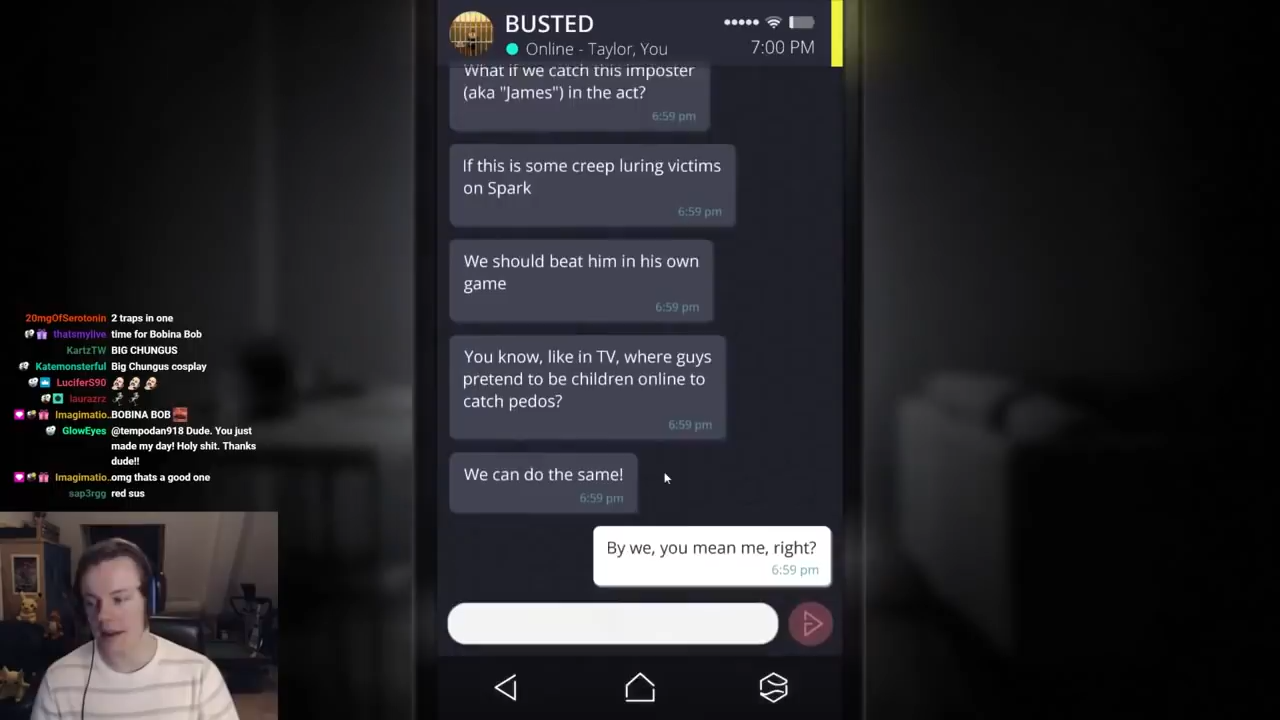 BUSTED
Online - Taylor, You
7:00 PM
What if we catch this imposter
(aka "James") in the act?
6:59 pm
If this is some creep luring victims
on Spark
6:59 pm
We should beat him in his own
game
6:59 pm
You know, like in TV, where guys
pretend to be children online to
catch pedos?
6:59 pm
We can do the same!
6:59 pm
By we, you mean me, right?
6:59 pm
20mgOfSerotonin 2 traps in one
thatsmylive time for Bobina Bob
KartzTW BIG CHUNGUS
Katemonsterful Big Chungus cosplay
LuciferS90
laurazrz
Imaginatio.. BOBINA BOB
GlowEyes @tempodan918 Dude. You just
made my day! Holy shit. Thanks
dude!!
Imaginatio.. omg thats a good one
sap3rgg red sus